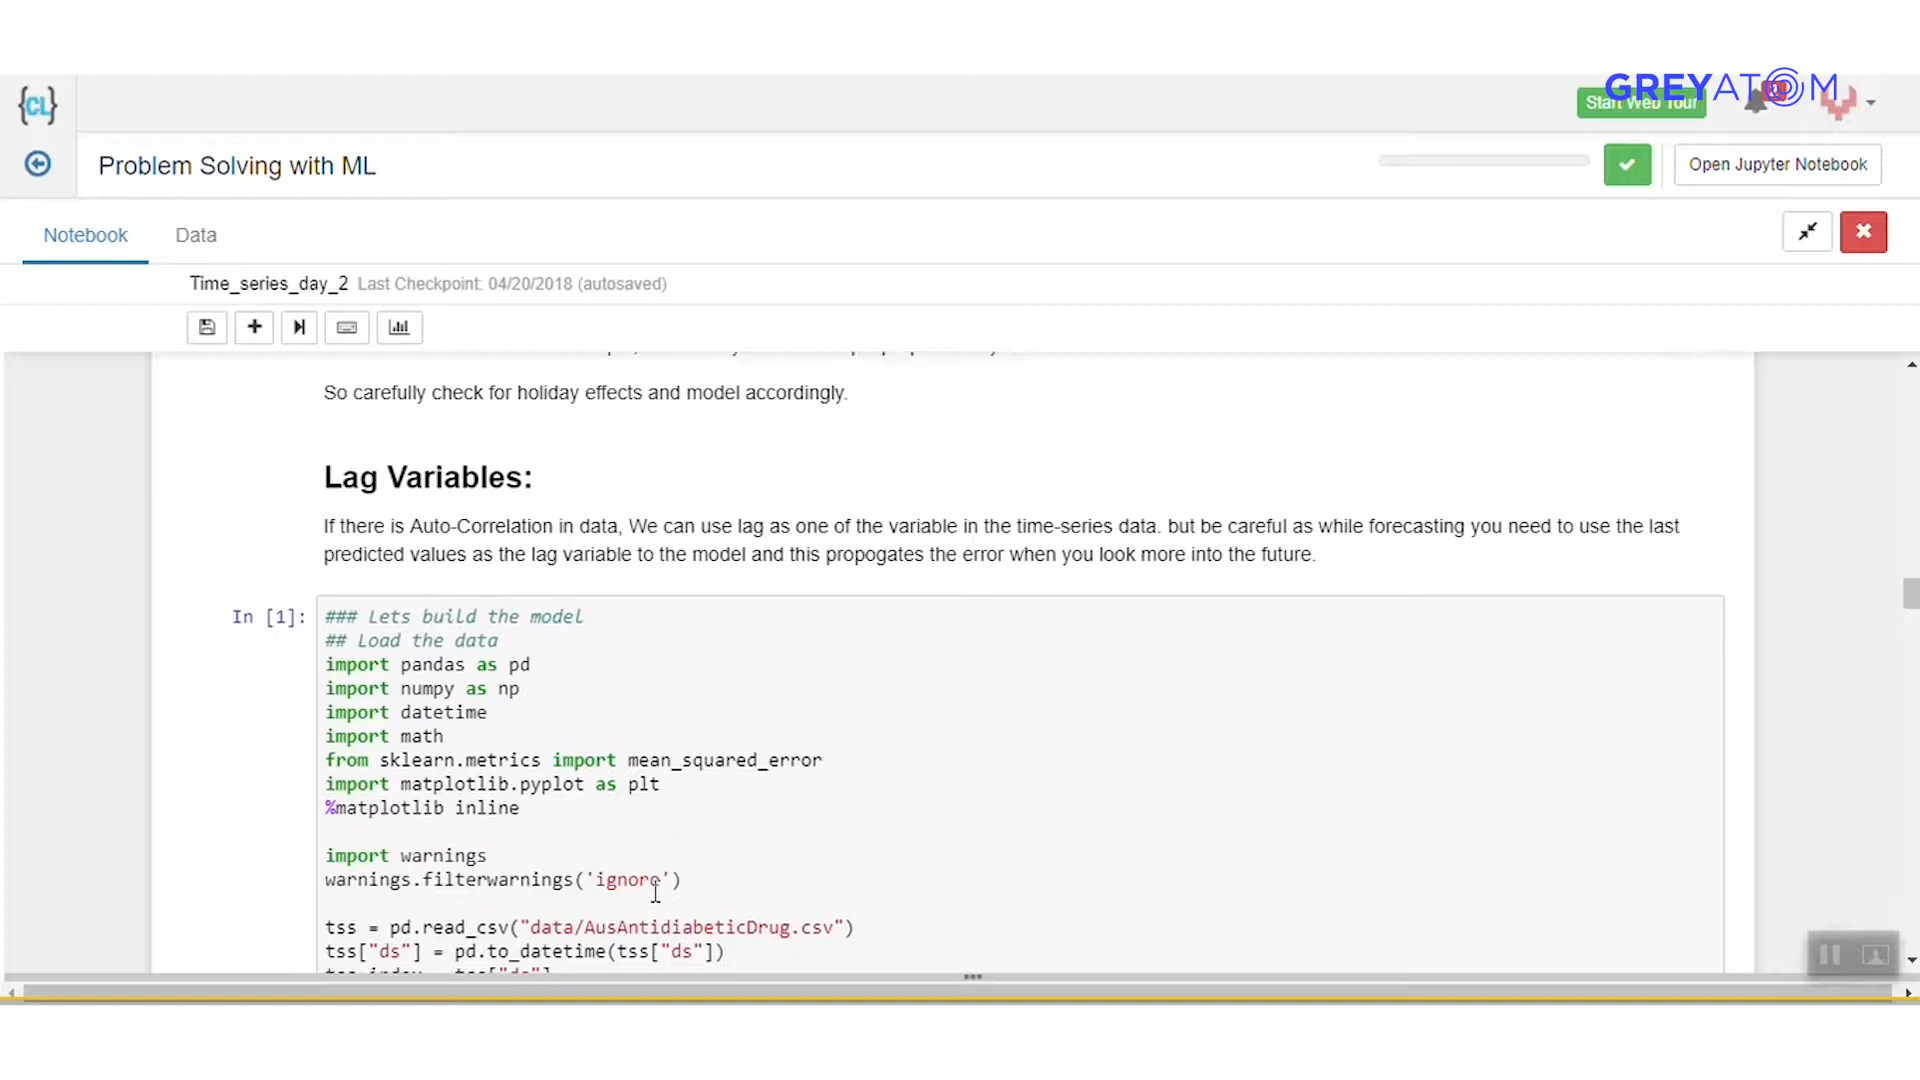 GREYATOM
{CL}
Start Web Tour
Problem Solving with ML
Open Jupyter Notebook
Notebook
Data
Time_series_day_2 Last Checkpoint: 04/20/2018 (autosaved)
So carefully check for holiday effects and model accordingly.
Lag Variables:
If there is Auto-Correlation in data, We can use lag as one of the variable in the time-series data. but be careful as while forecasting you need to use the last
predicted values as the lag variable to the model and this propogates the error when you look more into the future.
In [1]:
### Lets build the model
## Load the data
import pandas as pd
import numpy as np
import datetime
import math
from sklearn.metrics import mean_squared_error
import matplotlib.pyplot as plt
%matplotlib inline
import warnings
warnings.filterwarnings('ignore')
tss = pd.read_csv("data/AusAntidiabeticDrug.csv")
tss["ds"] = pd.to_datetime(tss["ds"])